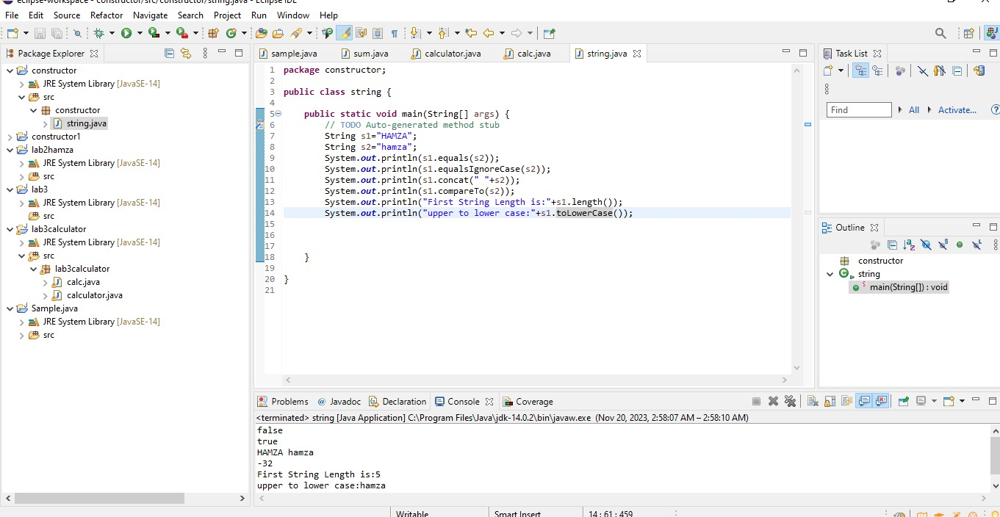 eclipse-workspace - constructor/src/constructor/string.java - Eclipse IDE
File Edit Source Refactor Navigate Search Project Run Window Help
Package Explorer
constructor
JRE System Library [JavaSE-14]
src
constructor
string.java
constructor1
lab2hamza
JRE System Library [JavaSE-14]
src
lab3
JRE System Library [JavaSE-14]
src
lab3calculator
JRE System Library [JavaSE-14]
src
lab3calculator
calc.java
calculator.java
Sample.java
JRE System Library [JavaSE-14]
src
sample.java sum.java calculator.java calc.java string.java
1 package constructor;
2
3 public class string {
4
5 public static void main(String[] args) {
6 // TODO Auto-generated method stub
7 String s1="HAMZA";
8 String s2="hamza";
9 System.out.println(s1.equals(s2));
10 System.out.println(s1.equalsIgnoreCase(s2));
11 System.out.println(s1.concat(" "+s2));
12 System.out.println(s1.compareTo(s2));
13 System.out.println("First String Length is:"+s1.length());
14 System.out.println("upper to lower case:"+s1.toLowerCase());
15
16
17
18 }
19
20 }
21
Task List
Find All Activate...
Outline
constructor
string
main(String[]) : void
Problems @ Javadoc Declaration Console Coverage
<terminated> string [Java Application] C:\Program Files\Java\jdk-14.0.2\bin\javaw.exe (Nov 20, 2023, 2:58:07 AM – 2:58:10 AM)
false
true
HAMZA hamza
-32
First String Length is:5
upper to lower case:hamza
Writable Smart Insert 14 : 61 : 459